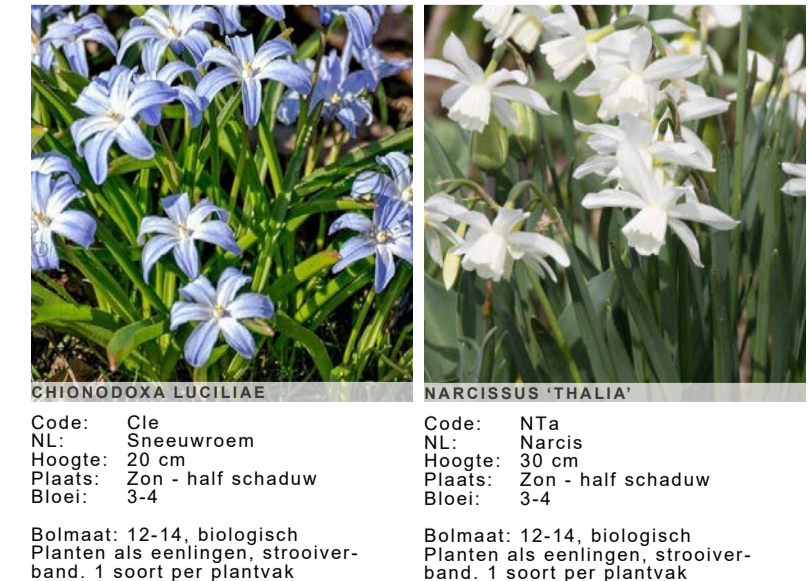 CHIONODOXA LUCILIAE
Code: Cle
NL: Sneeuwroem
Hoogte: 20 cm
Plaats: Zon - half schaduw
Bloei: 3-4
Bolmaat: 12-14, biologisch
Planten als eenlingen, strooiver-
band. 1 soort per plantvak
NARCISSUS ‘THALIA’
Code: NTa
NL: Narcis
Hoogte: 30 cm
Plaats: Zon - half schaduw
Bloei: 3-4
Bolmaat: 12-14, biologisch
Planten als eenlingen, strooiver-
band. 1 soort per plantvak